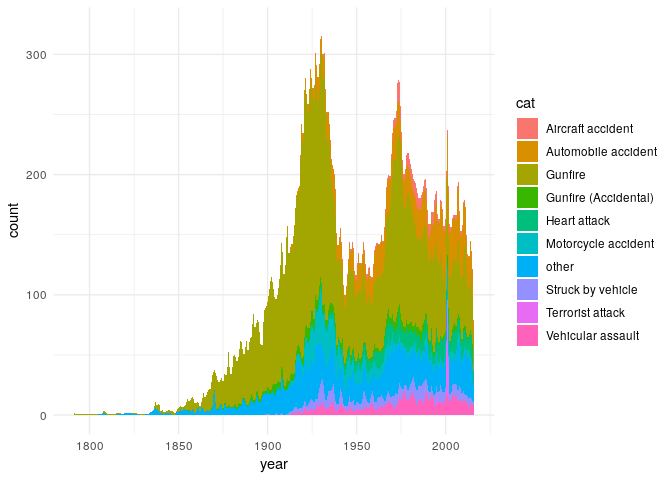 300
200
100
0
count
1800 1850 1900 1950 2000
year
cat
Aircraft accident
Automobile accident
Gunfire
Gunfire (Accidental)
Heart attack
Motorcycle accident
other
Struck by vehicle
Terrorist attack
Vehicular assault